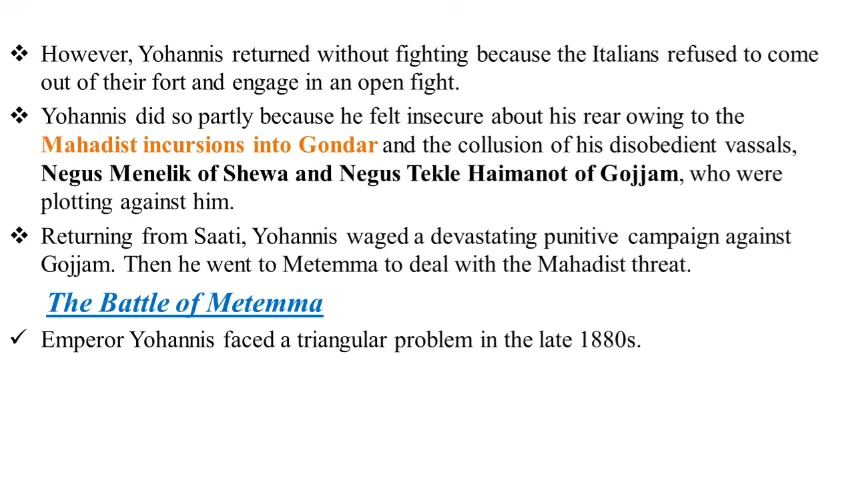 ❖ However, Yohannis returned without fighting because the Italians refused to come
out of their fort and engage in an open fight.
❖ Yohannis did so partly because he felt insecure about his rear owing to the
Mahadist incursions into Gondar and the collusion of his disobedient vassals,
Negus Menelik of Shewa and Negus Tekle Haimanot of Gojjam, who were
plotting against him.
❖ Returning from Saati, Yohannis waged a devastating punitive campaign against
Gojjam. Then he went to Metemma to deal with the Mahadist threat.
The Battle of Metemma
✓ Emperor Yohannis faced a triangular problem in the late 1880s.